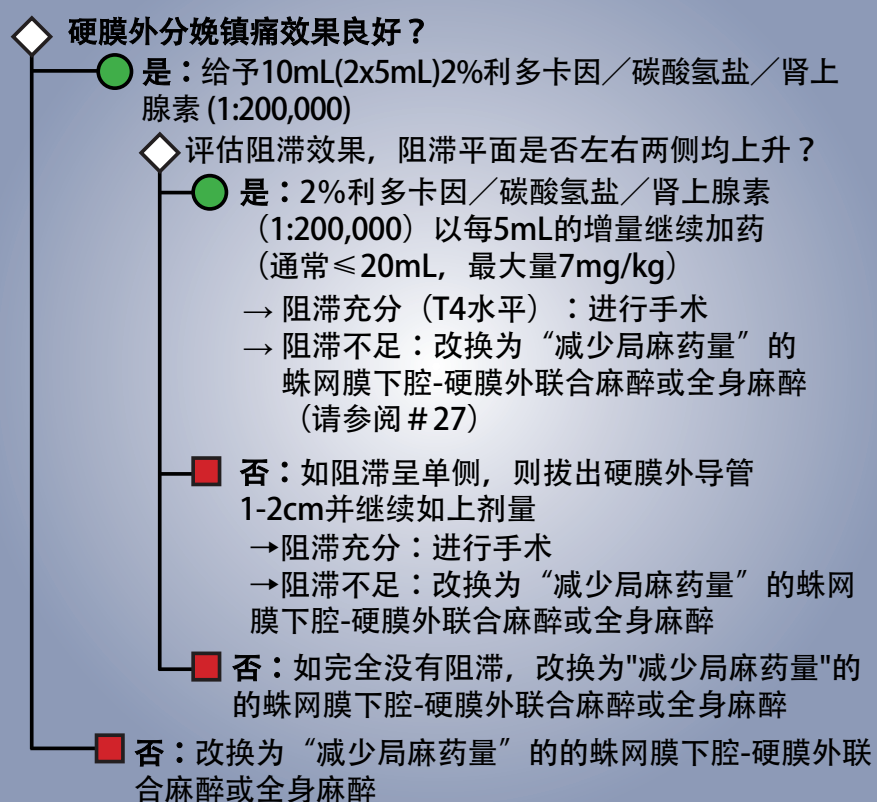 硬膜外分娩镇痛效果良好？
是：给予10mL(2x5mL)2%利多卡因／碳酸氢盐／肾上
腺素 (1:200,000)
评估阻滞效果，阻滞平面是否左右两侧均上升？
是：2%利多卡因／碳酸氢盐／肾上腺素
（1:200,000）以每5mL的增量继续加药
（通常≤20mL，最大量7mg/kg）
→ 阻滞充分（T4水平）：进行手术
→ 阻滞不足：改换为“减少局麻药量”的
蛛网膜下腔-硬膜外联合麻醉或全身麻醉
（请参阅＃27）
否：如阻滞呈单侧，则拔出硬膜外导管
1-2cm并继续如上剂量
→阻滞充分：进行手术
→阻滞不足：改换为“减少局麻药量”的蛛网
膜下腔-硬膜外联合麻醉或全身麻醉
否：如完全没有阻滞，改换为"减少局麻药量"的
的蛛网膜下腔-硬膜外联合麻醉或全身麻醉
否：改换为“减少局麻药量”的的蛛网膜下腔-硬膜外联
合麻醉或全身麻醉